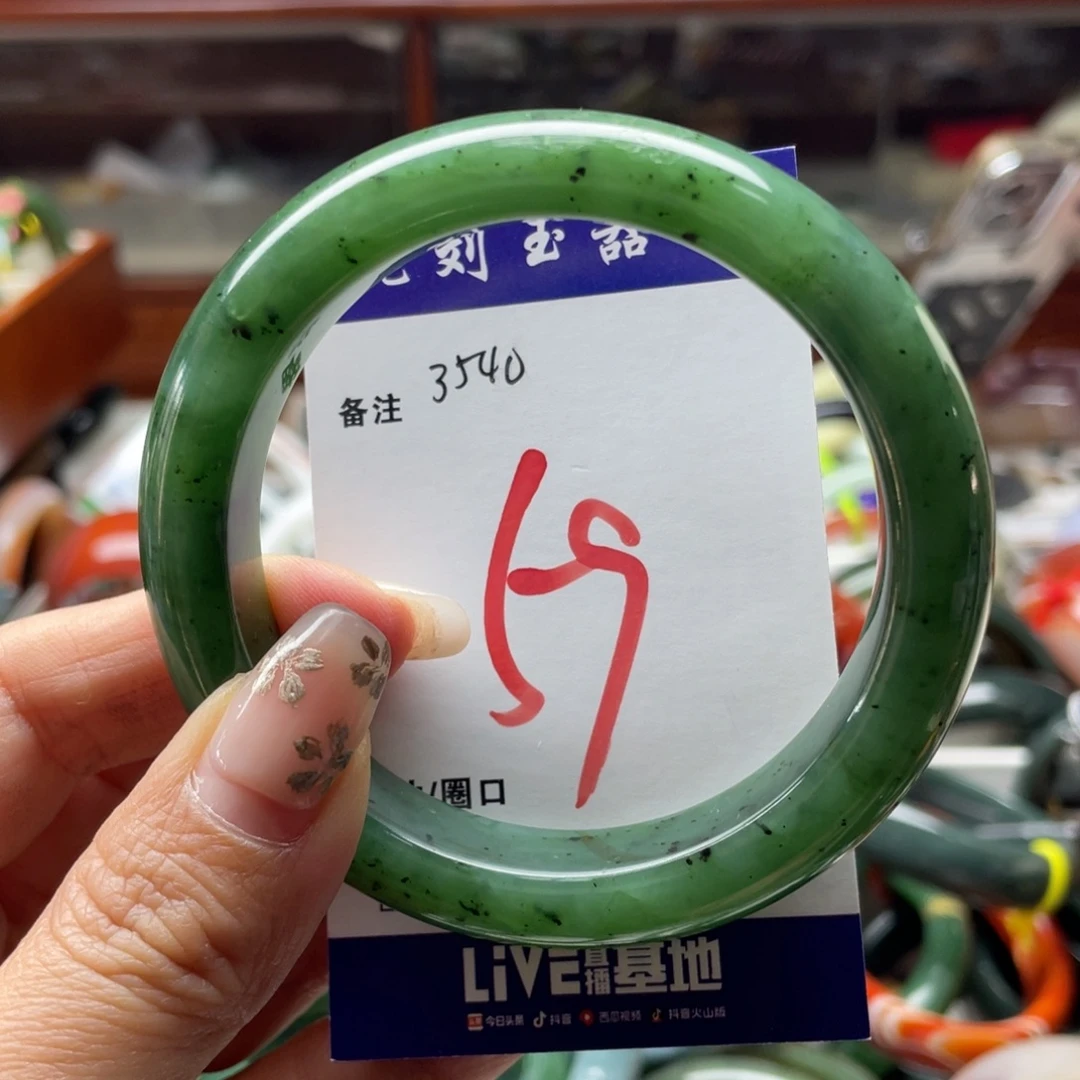 刻玉器
备注 3540
59
/圈口
LiVE直播基地
今日头条 抖音 西瓜视频 抖音火山版